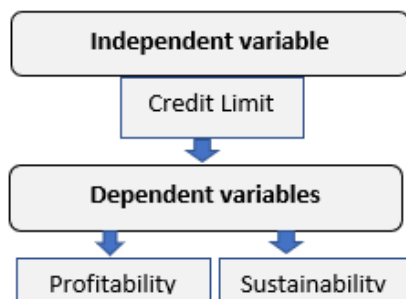 Independent variable
Credit Limit
Dependent variables
Profitability Sustainability